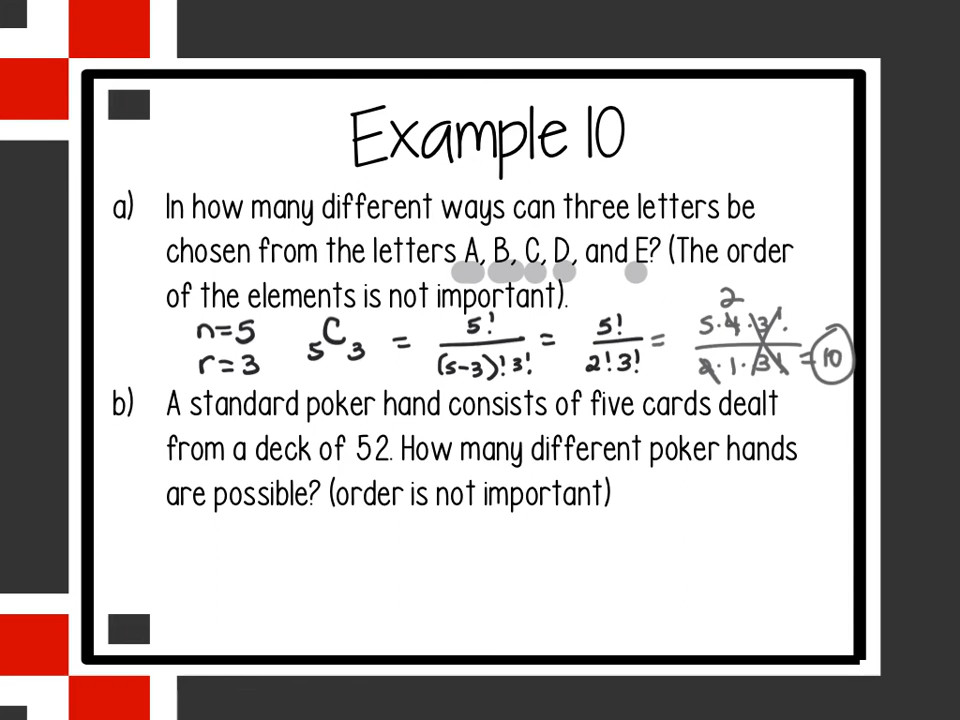 Example 10
a) In how many different ways can three letters be
chosen from the letters A, B, C, D, and E? (The order
of the elements is not important).
n=5
r=3
₅C₃ = 5!/(5-3)!3! = 5!/2!3! = 5·4·3!/2·1·3! = 10
2
b) A standard poker hand consists of five cards dealt
from a deck of 52. How many different poker hands
are possible? (order is not important)